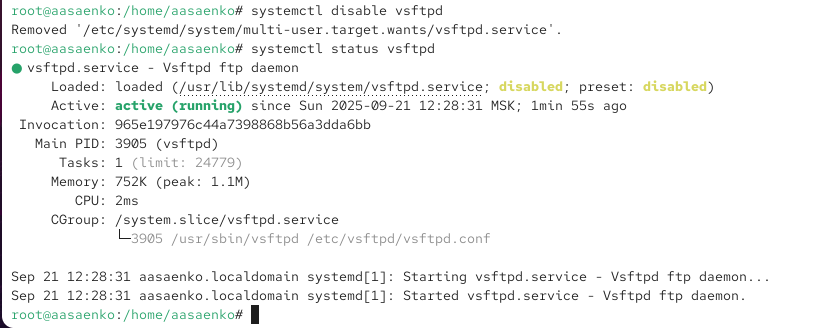 root@aasaenko:/home/aasaenko# systemctl disable vsftpd
Removed '/etc/systemd/system/multi-user.target.wants/vsftpd.service'.
root@aasaenko:/home/aasaenko# systemctl status vsftpd
● vsftpd.service - Vsftpd ftp daemon
     Loaded: loaded (/usr/lib/systemd/system/vsftpd.service; disabled; preset: disabled)
     Active: active (running) since Sun 2025-09-21 12:28:31 MSK; 1min 55s ago
 Invocation: 965e197976c44a7398868b56a3dda6bb
   Main PID: 3905 (vsftpd)
      Tasks: 1 (limit: 24779)
     Memory: 752K (peak: 1.1M)
        CPU: 2ms
     CGroup: /system.slice/vsftpd.service
             └─3905 /usr/sbin/vsftpd /etc/vsftpd/vsftpd.conf
Sep 21 12:28:31 aasaenko.localdomain systemd[1]: Starting vsftpd.service - Vsftpd ftp daemon...
Sep 21 12:28:31 aasaenko.localdomain systemd[1]: Started vsftpd.service - Vsftpd ftp daemon.
root@aasaenko:/home/aasaenko#